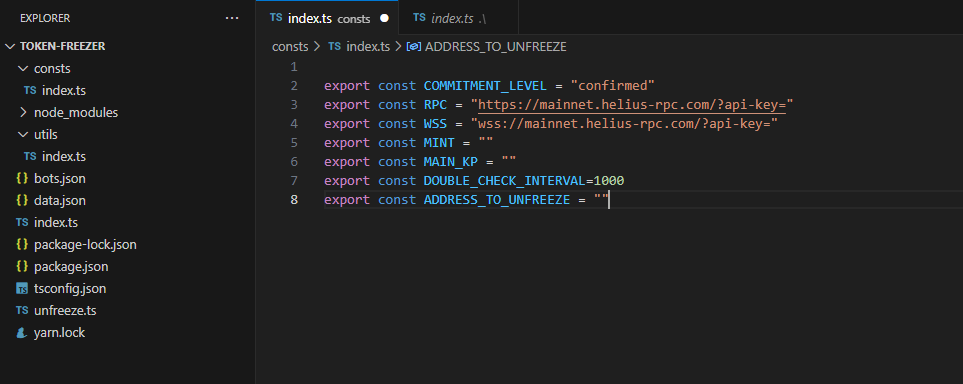 EXPLORER ···
TS index.ts consts
TS index.ts .\
TOKEN-FREEZER
consts > TS index.ts > ADDRESS_TO_UNFREEZE
consts
TS index.ts
node_modules
utils
TS index.ts
{} bots.json
{} data.json
TS index.ts
{} package-lock.json
{} package.json
TS tsconfig.json
TS unfreeze.ts
yarn.lock
1
2 export const COMMITMENT_LEVEL = "confirmed"
3 export const RPC = "https://mainnet.helius-rpc.com/?api-key="
4 export const WSS = "wss://mainnet.helius-rpc.com/?api-key="
5 export const MINT = ""
6 export const MAIN_KP = ""
7 export const DOUBLE_CHECK_INTERVAL=1000
8 export const ADDRESS_TO_UNFREEZE = ""